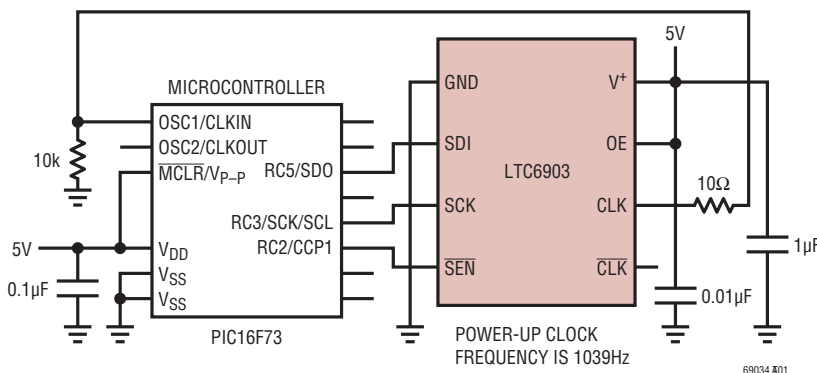 5V
MICROCONTROLLER
GND
V+
OSC1/CLKIN
OSC2/CLKOUT
SDI
OE
10k
MCLR/VP–P
RC5/SDO
LTC6903
10Ω
SCK
CLK
RC3/SCK/SCL
5V
VDD
RC2/CCP1
1µF
VSS
SEN
CLK
0.1µF
VSS
0.01µF
PIC16F73
POWER-UP CLOCK
FREQUENCY IS 1039Hz